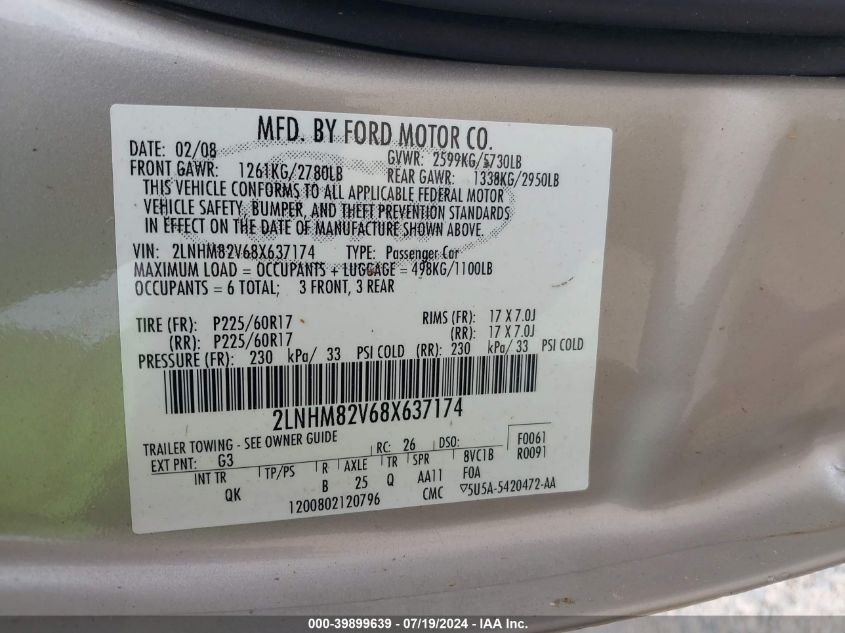 MFD. BY FORD MOTOR CO.
DATE: 02/08 GVWR: 2599KG/5730LB
FRONT GAWR: 1261KG/2780LB REAR GAWR: 1338KG/2950LB
THIS VEHICLE CONFORMS TO ALL APPLICABLE FEDERAL MOTOR
VEHICLE SAFETY, BUMPER, AND THEFT PREVENTION STANDARDS
IN EFFECT ON THE DATE OF MANUFACTURE SHOWN ABOVE.
VIN: 2LNHM82V68X637174 TYPE: Passenger Car
MAXIMUM LOAD = OCCUPANTS + LUGGAGE = 498KG/1100LB
OCCUPANTS = 6 TOTAL; 3 FRONT, 3 REAR
TIRE (FR): P225/60R17 RIMS (FR): 17 X 7.0J
(RR): P225/60R17 (RR): 17 X 7.0J
PRESSURE (FR): 230 kPa/ 33 PSI COLD (RR): 230 kPa/ 33 PSI COLD
2LNHM82V68X637174
TRAILER TOWING - SEE OWNER GUIDE F0061
EXT PNT: G3 RC: 26 DSO: R0091
INT TR TP/PS R AXLE TR SPR 8VC1B
QK B 25 Q AA11 FOA
1200802120796 CMC ▽5U5A-5420472-AA
000-39899639 - 07/19/2024 - IAA Inc.